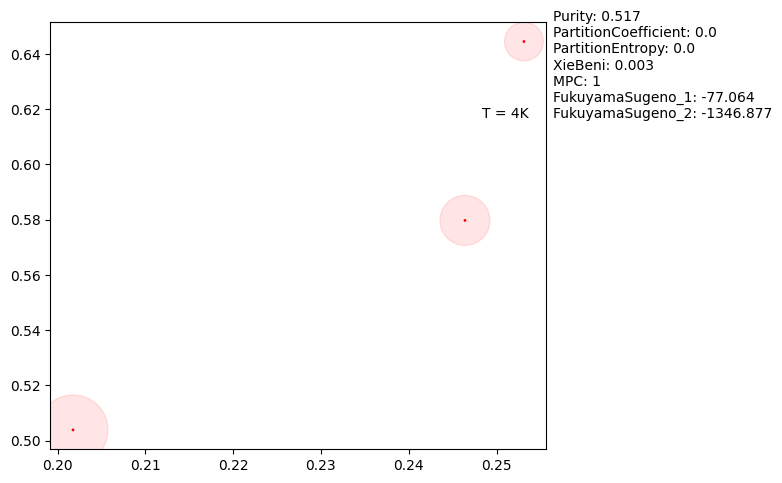 Purity: 0.517
PartitionCoefficient: 0.0
PartitionEntropy: 0.0
XieBeni: 0.003
MPC: 1
FukuyamaSugeno_1: -77.064
FukuyamaSugeno_2: -1346.877
T = 4K
0.64
0.62
0.60
0.58
0.56
0.54
0.52
0.50
0.20
0.21
0.22
0.23
0.24
0.25